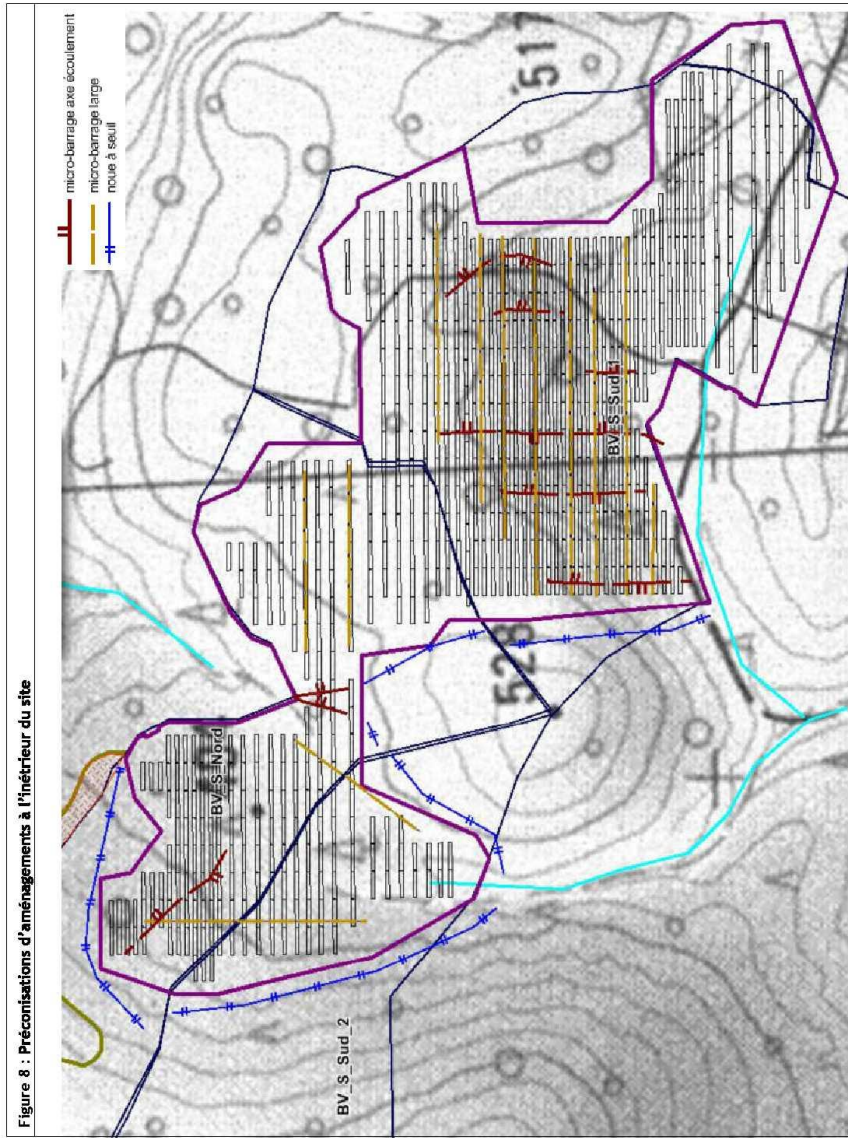 Figure 8 : Préconisations d'aménagements à l'inétrieur du site
micro-barrage axe écoulement
micro-barrage large
noue à seuil
517
BV_S_Nord
528
BV_S_Sud_1
BV_S_Sud_2